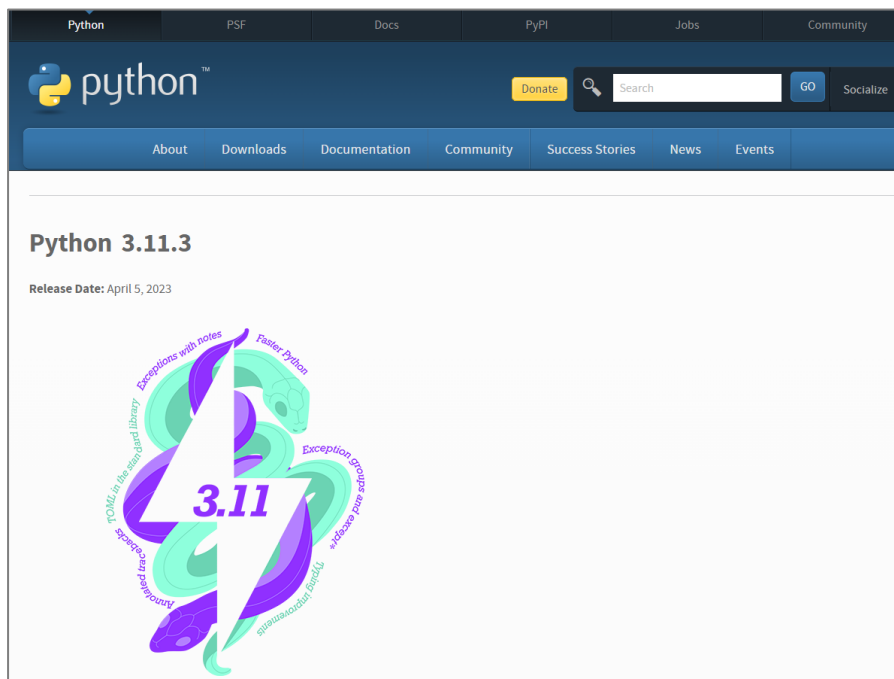 Python PSF Docs PyPI Jobs Community
python™
Donate Search GO Socialize
About Downloads Documentation Community Success Stories News Events
Python 3.11.3
Release Date: April 5, 2023
Exceptions with notes
Faster Python
TOML in the standard library
Exception groups and except*
3.11
Annotated tracebacks
Typing improvements